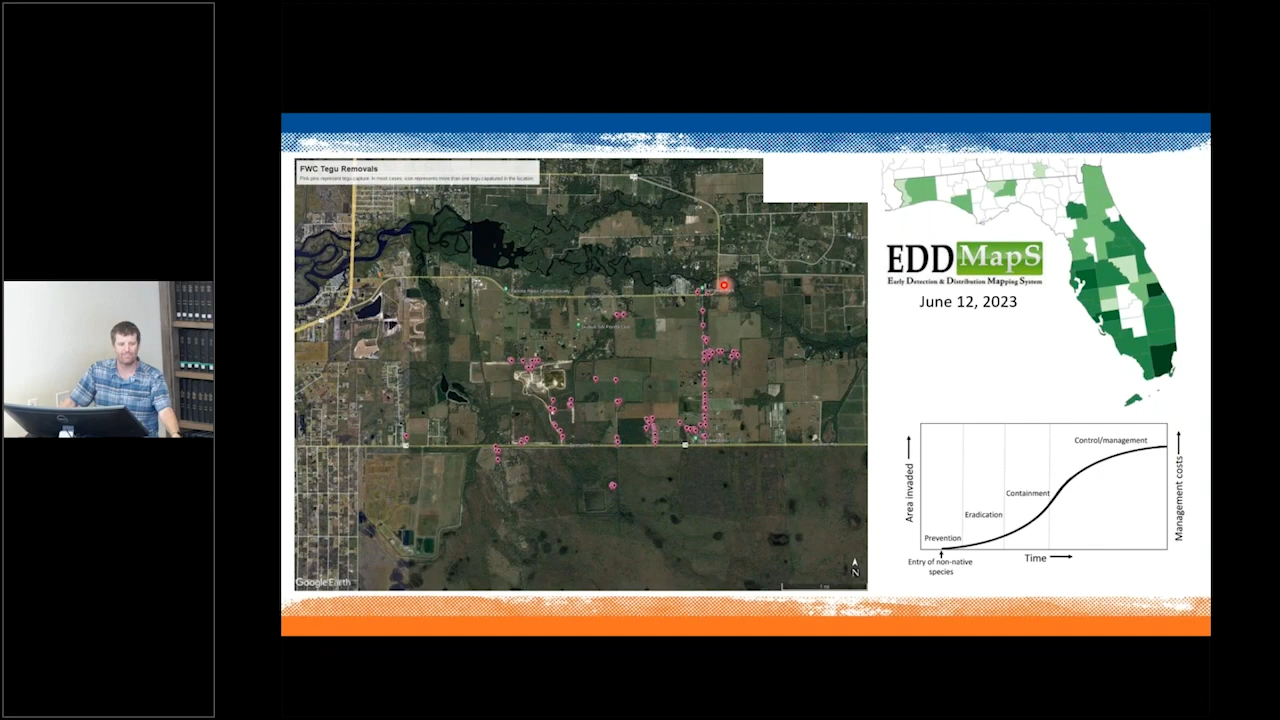 FWC Tegu Removals
Pink pins represent tegu capture. In most cases, icon represents more than one tegu captured in the location.
Google Earth
N
EDDMapS
Early Detection & Distribution Mapping System
June 12, 2023
Area invaded
Prevention
Eradication
Containment
Control/management
Management costs
Time
Entry of non-native
species